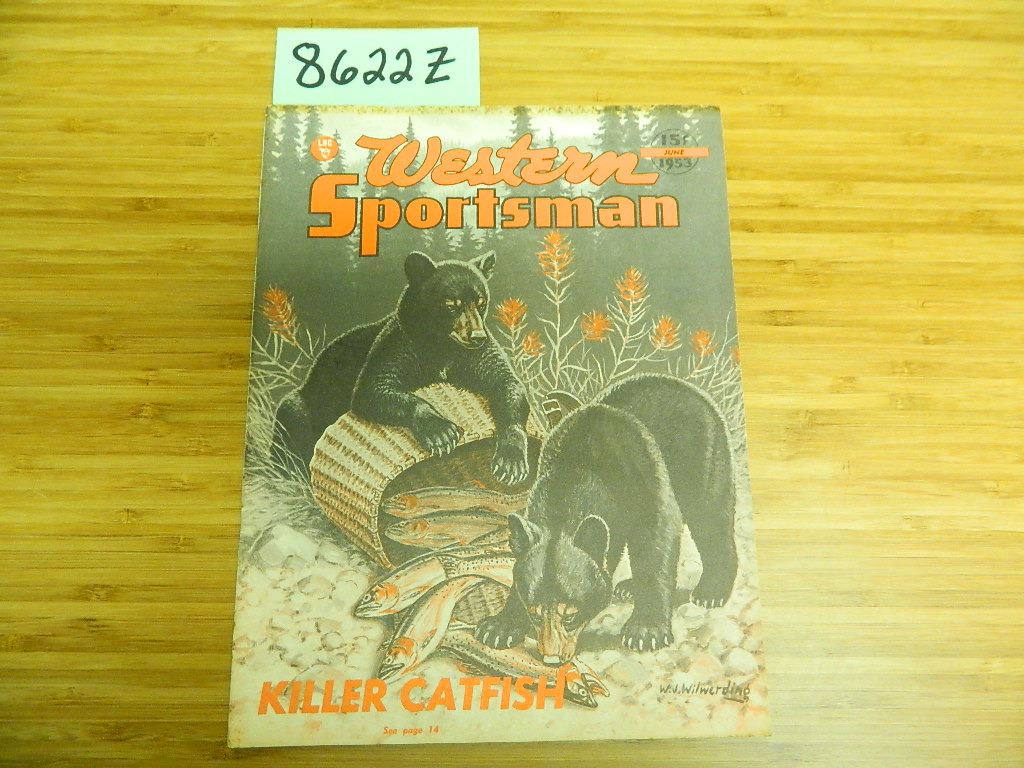 8622Z
15¢
JUNE
1953
Western
Sportsman
KILLER CATFISH
See page 14
W.J. Wilwerding